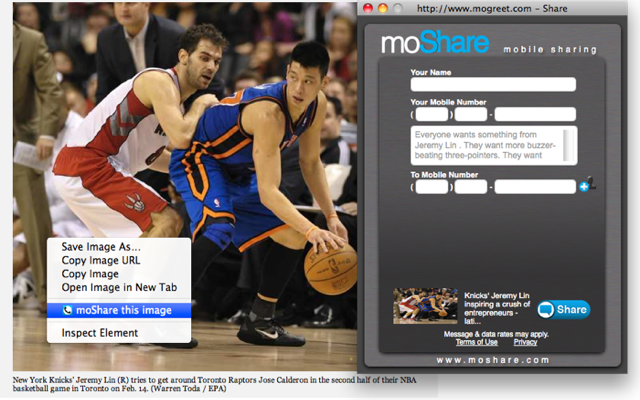 http://www.mogreet.com – Share
moShare mobile sharing
Your Name
Your Mobile Number
( ) -
Everyone wants something from
Jeremy Lin . They want more buzzer-
beating three-pointers. They want
To Mobile Number
( ) -
Save Image As...
Copy Image URL
Copy Image
Open Image in New Tab
moShare this image
Inspect Element
Knicks' Jeremy Lin
inspiring a crush of
entrepreneurs -
lati...
Share
Message & data rates may apply.
Terms of Use Privacy
www.moshare.com
New York Knicks' Jeremy Lin (R) tries to get around Toronto Raptors Jose Calderon in the second half of their NBA
basketball game in Toronto on Feb. 14. (Warren Toda / EPA)